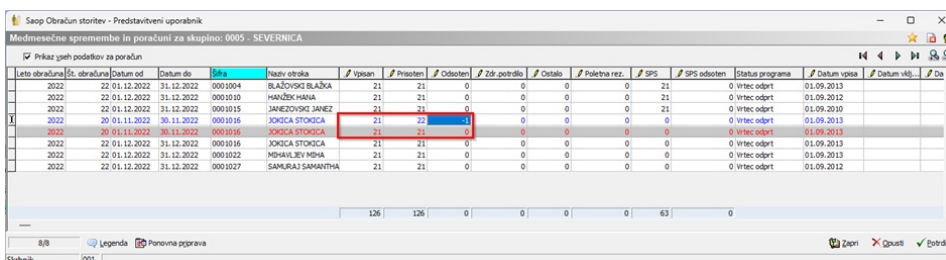 Saop Obračun storitev - Predstavitveni uporabnik
Medmesečne spremembe in poračuni za skupino: 0005 - SEVERNICA
Prikaz vseh podatkov za poračun
Leto obračuna Št. obračuna Datum od Datum do Šifra Naziv otroka Vpisan Prisoten Odsoten Zdr.potrdilo Ostalo Poletna rez. SPS SPS odsoten Status programa Datum vpisa Datum vklj... Da
2022 22 01.12.2022 31.12.2022 0001004 BLAŽOVSKI BLAŽKA 21 21 0 0 0 0 21 0 Vrtec odprt 01.09.2013
2022 22 01.12.2022 31.12.2022 0001010 HANŽEK HANA 21 21 0 0 0 0 21 0 Vrtec odprt 01.09.2012
2022 22 01.12.2022 31.12.2022 0001015 JANEZOVSKI JANEZ 21 21 0 0 0 0 21 0 Vrtec odprt 01.09.2010
2022 20 01.11.2022 30.11.2022 0001016 JOKICA STOKICA 21 22 -1 0 0 0 0 0 Vrtec odprt 01.09.2013
2022 20 01.11.2022 30.11.2022 0001016 JOKICA STOKICA 21 21 0 0 0 0 0 0 Vrtec odprt 01.09.2013
2022 22 01.12.2022 31.12.2022 0001016 JOKICA STOKICA 21 21 0 0 0 0 0 0 Vrtec odprt 01.09.2013
2022 22 01.12.2022 31.12.2022 0001022 MIHAVLJEV MIHA 21 21 0 0 0 0 0 0 Vrtec odprt 01.09.2013
2022 22 01.12.2022 31.12.2022 0001027 SAMURAJ SAMANTHA 21 21 0 0 0 0 0 0 Vrtec odprt 01.09.2012
126 126 0 0 0 0 63 0
8/8 Legenda Ponovna priprava Zapri Opusti Potrdi
Skrbnik 001